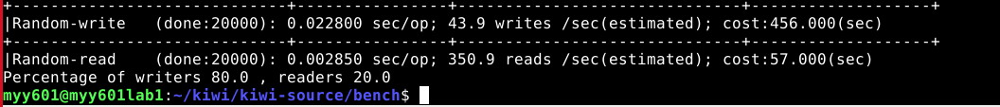 +-----------------------------+----------------+------------------------------+-------------------+
|Random-write   (done:20000): 0.022800 sec/op; 43.9 writes /sec(estimated); cost:456.000(sec)
+-----------------------------+----------------+------------------------------+-------------------+
|Random-read    (done:20000): 0.002850 sec/op; 350.9 reads /sec(estimated); cost:57.000(sec)
Percentage of writers 80.0 , readers 20.0
myy601@myy601lab1:~/kiwi/kiwi-source/bench$